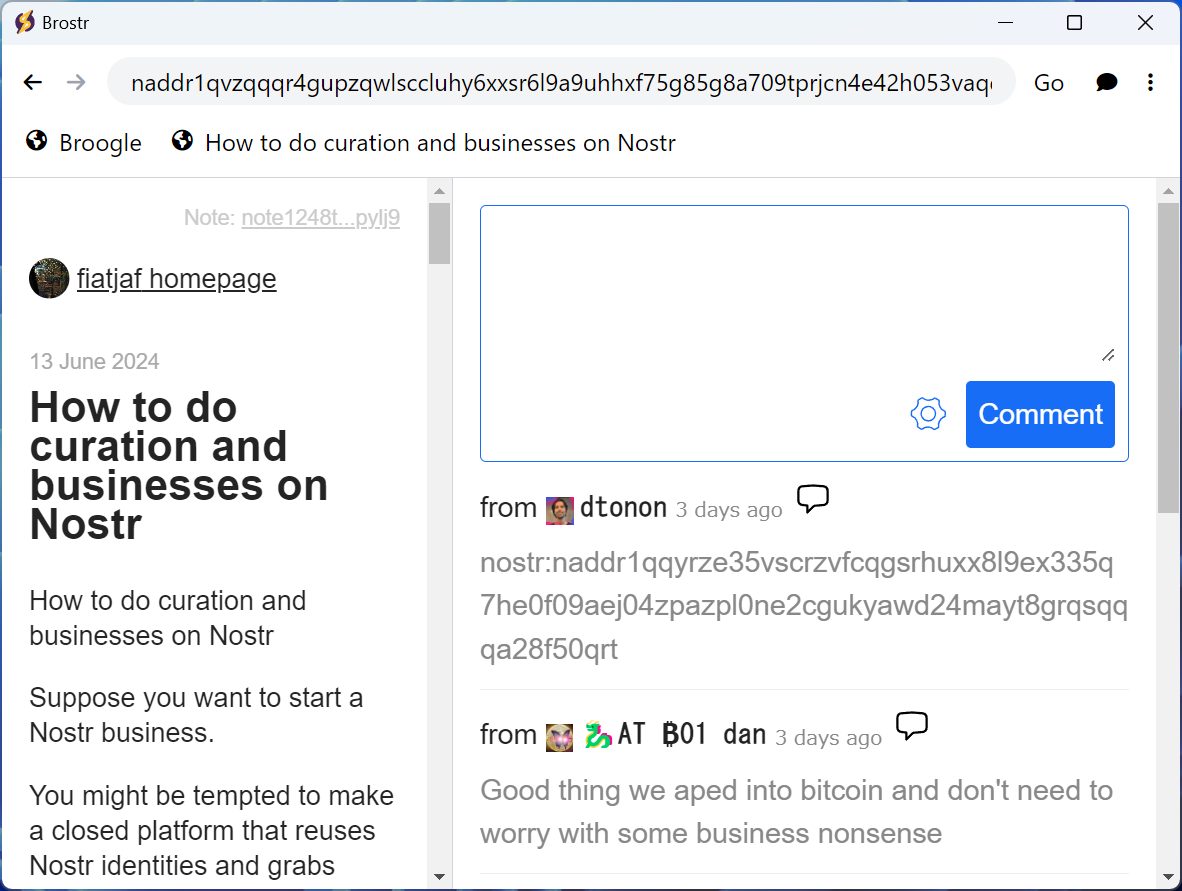 Brostr
naddr1qvzqqqr4gupzqwlsccluhy6xxsr6l9a9uhhxf75g85g8a709tprjcn4e42h053vaq
Go
Broogle
How to do curation and businesses on Nostr
Note: note1248t...pylj9
fiatjaf homepage
13 June 2024
How to do
curation and
businesses on
Nostr
How to do curation and
businesses on Nostr
Suppose you want to start a
Nostr business.
You might be tempted to make
a closed platform that reuses
Nostr identities and grabs
Comment
from dtonon 3 days ago
nostr:naddr1qqyrze35vscrzvfcqgsrhuxx8l9ex335q
7he0f09aej04zpazpl0ne2cgukyawd24mayt8grqsqq
qa28f50qrt
from 🐉AT ₿01 dan 3 days ago
Good thing we aped into bitcoin and don't need to
worry with some business nonsense